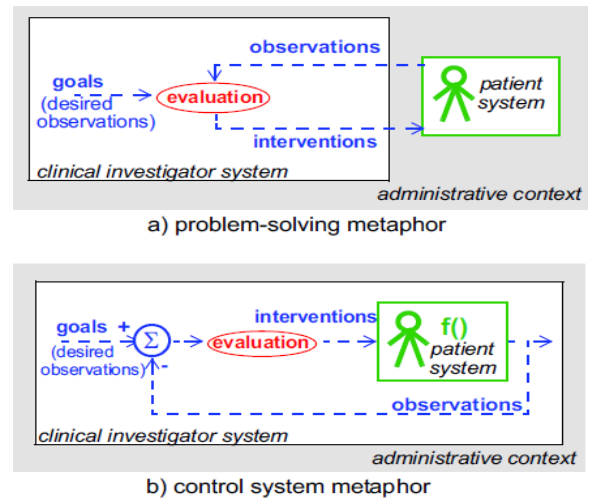 observations
goals
(desired
observations)
evaluation
patient
system
interventions
clinical investigator system
administrative context
a) problem-solving metaphor
interventions
goals +
Σ
(desired
observations)
-
evaluation
f()
patient
system
observations
clinical investigator system
administrative context
b) control system metaphor